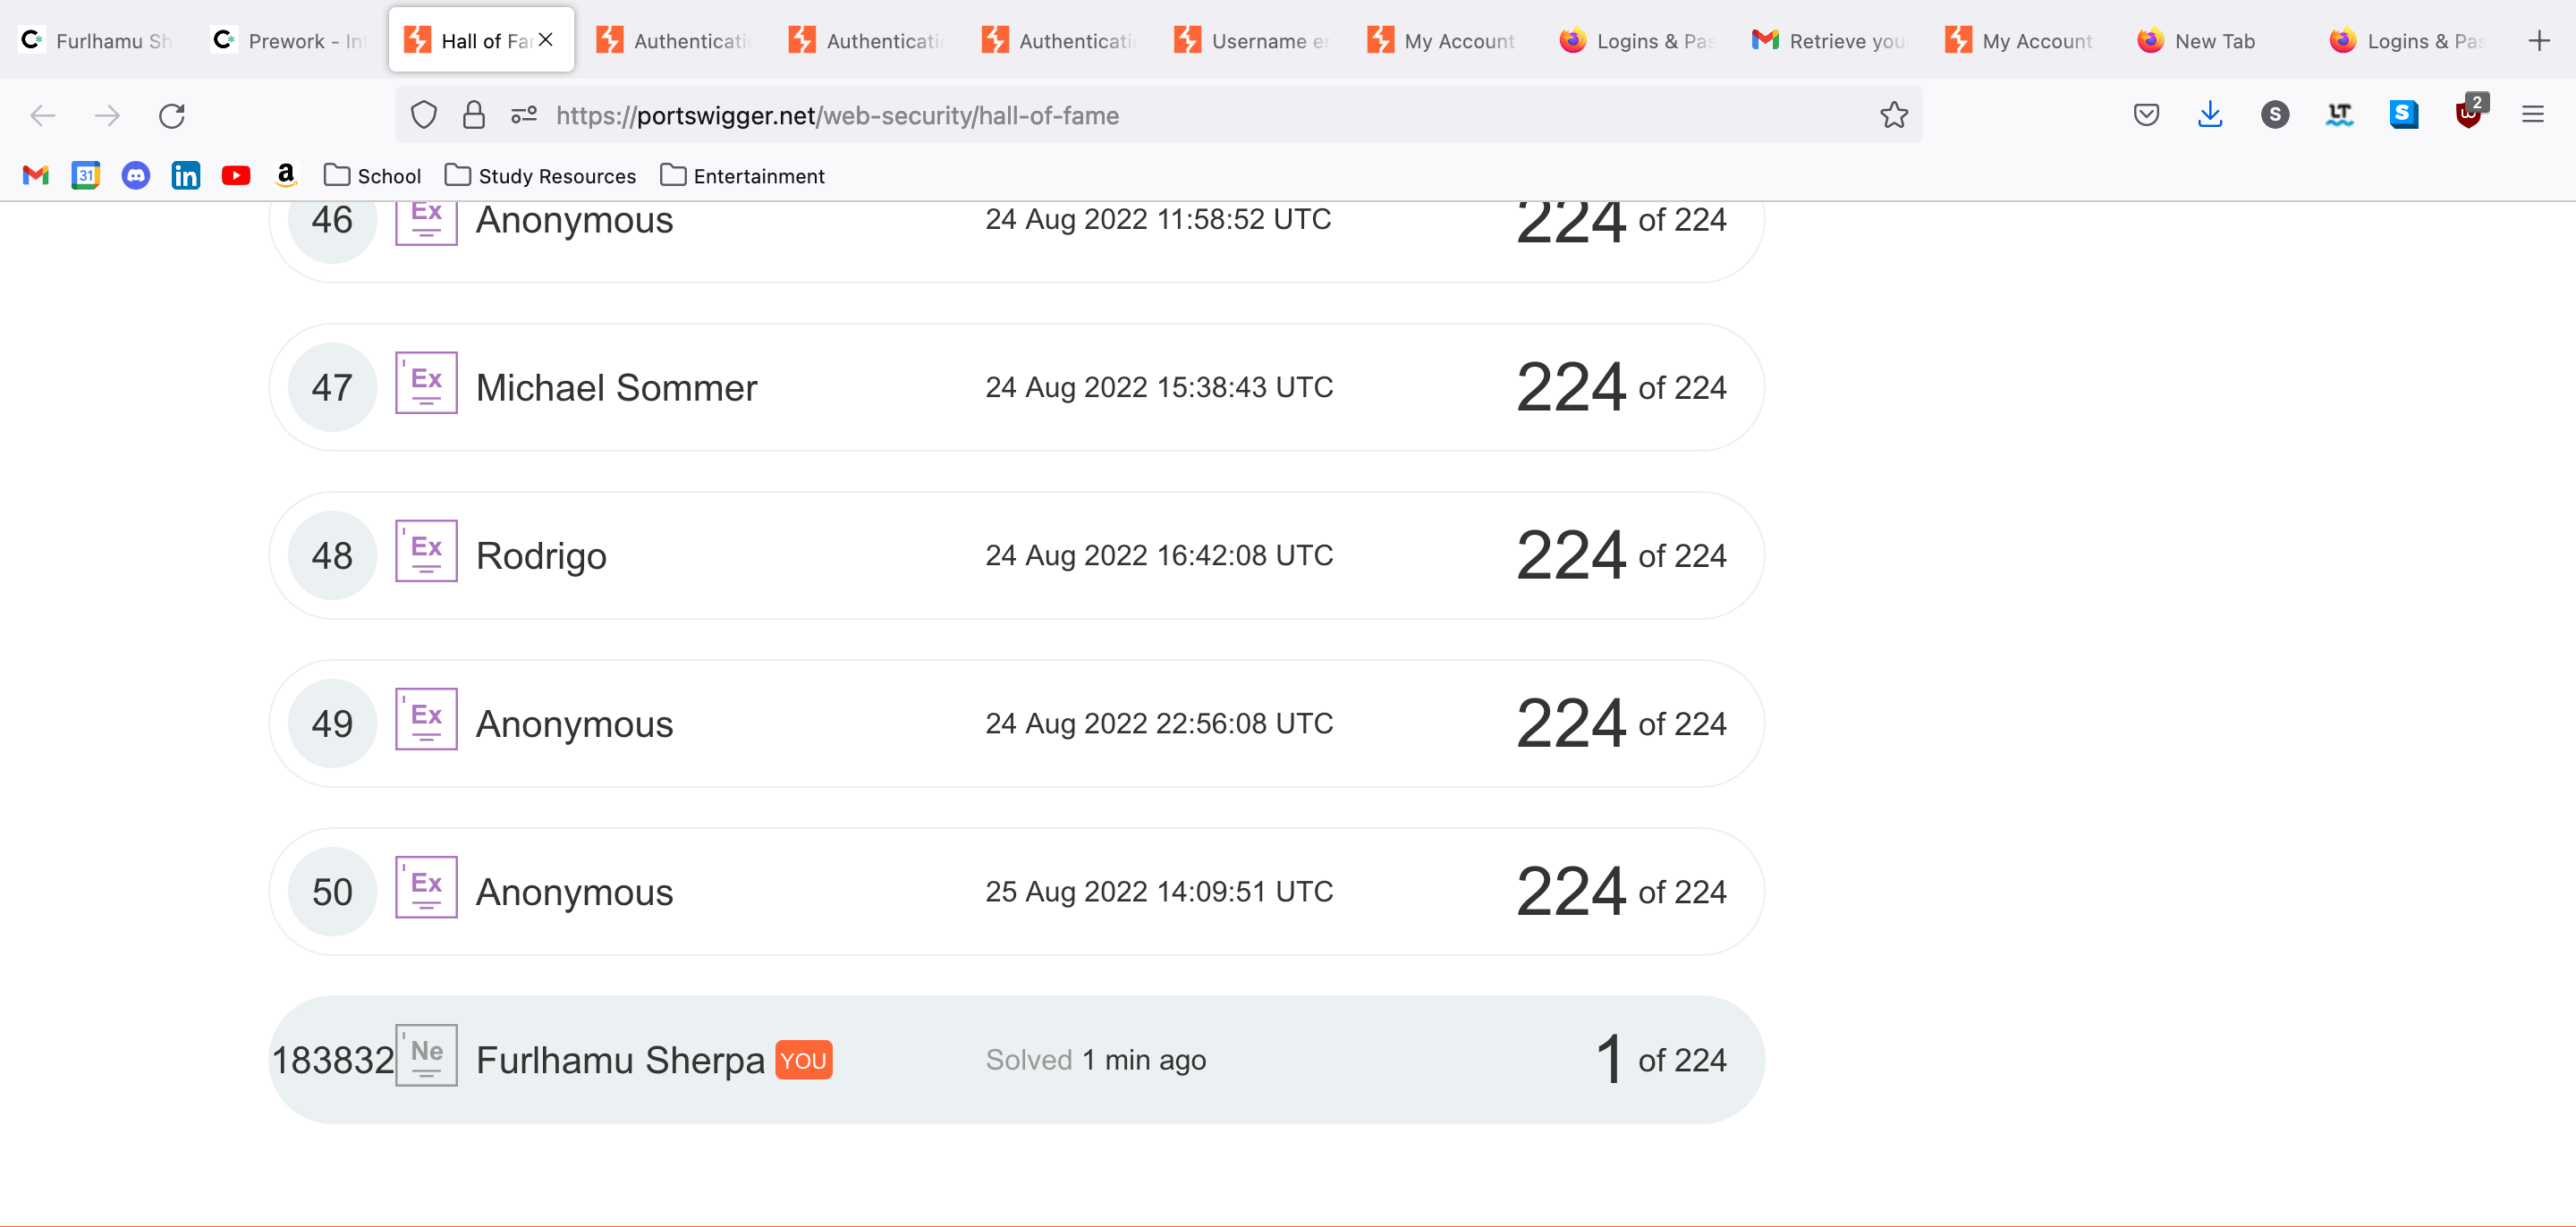 Furlhamu Sh
Prework - Int
Hall of Fa
Authenticati
Authenticati
Authenticati
Username e
My Account
Logins & Pas
Retrieve you
My Account
New Tab
Logins & Pas
https://portswigger.net/web-security/hall-of-fame
S
LT
S
2
31
in
a
School
Study Resources
Entertainment
46 Ex Anonymous 24 Aug 2022 11:58:52 UTC 224 of 224
47 'Ex Michael Sommer 24 Aug 2022 15:38:43 UTC 224 of 224
48 'Ex Rodrigo 24 Aug 2022 16:42:08 UTC 224 of 224
49 'Ex Anonymous 24 Aug 2022 22:56:08 UTC 224 of 224
50 'Ex Anonymous 25 Aug 2022 14:09:51 UTC 224 of 224
183832 'Ne Furlhamu Sherpa YOU Solved 1 min ago 1 of 224